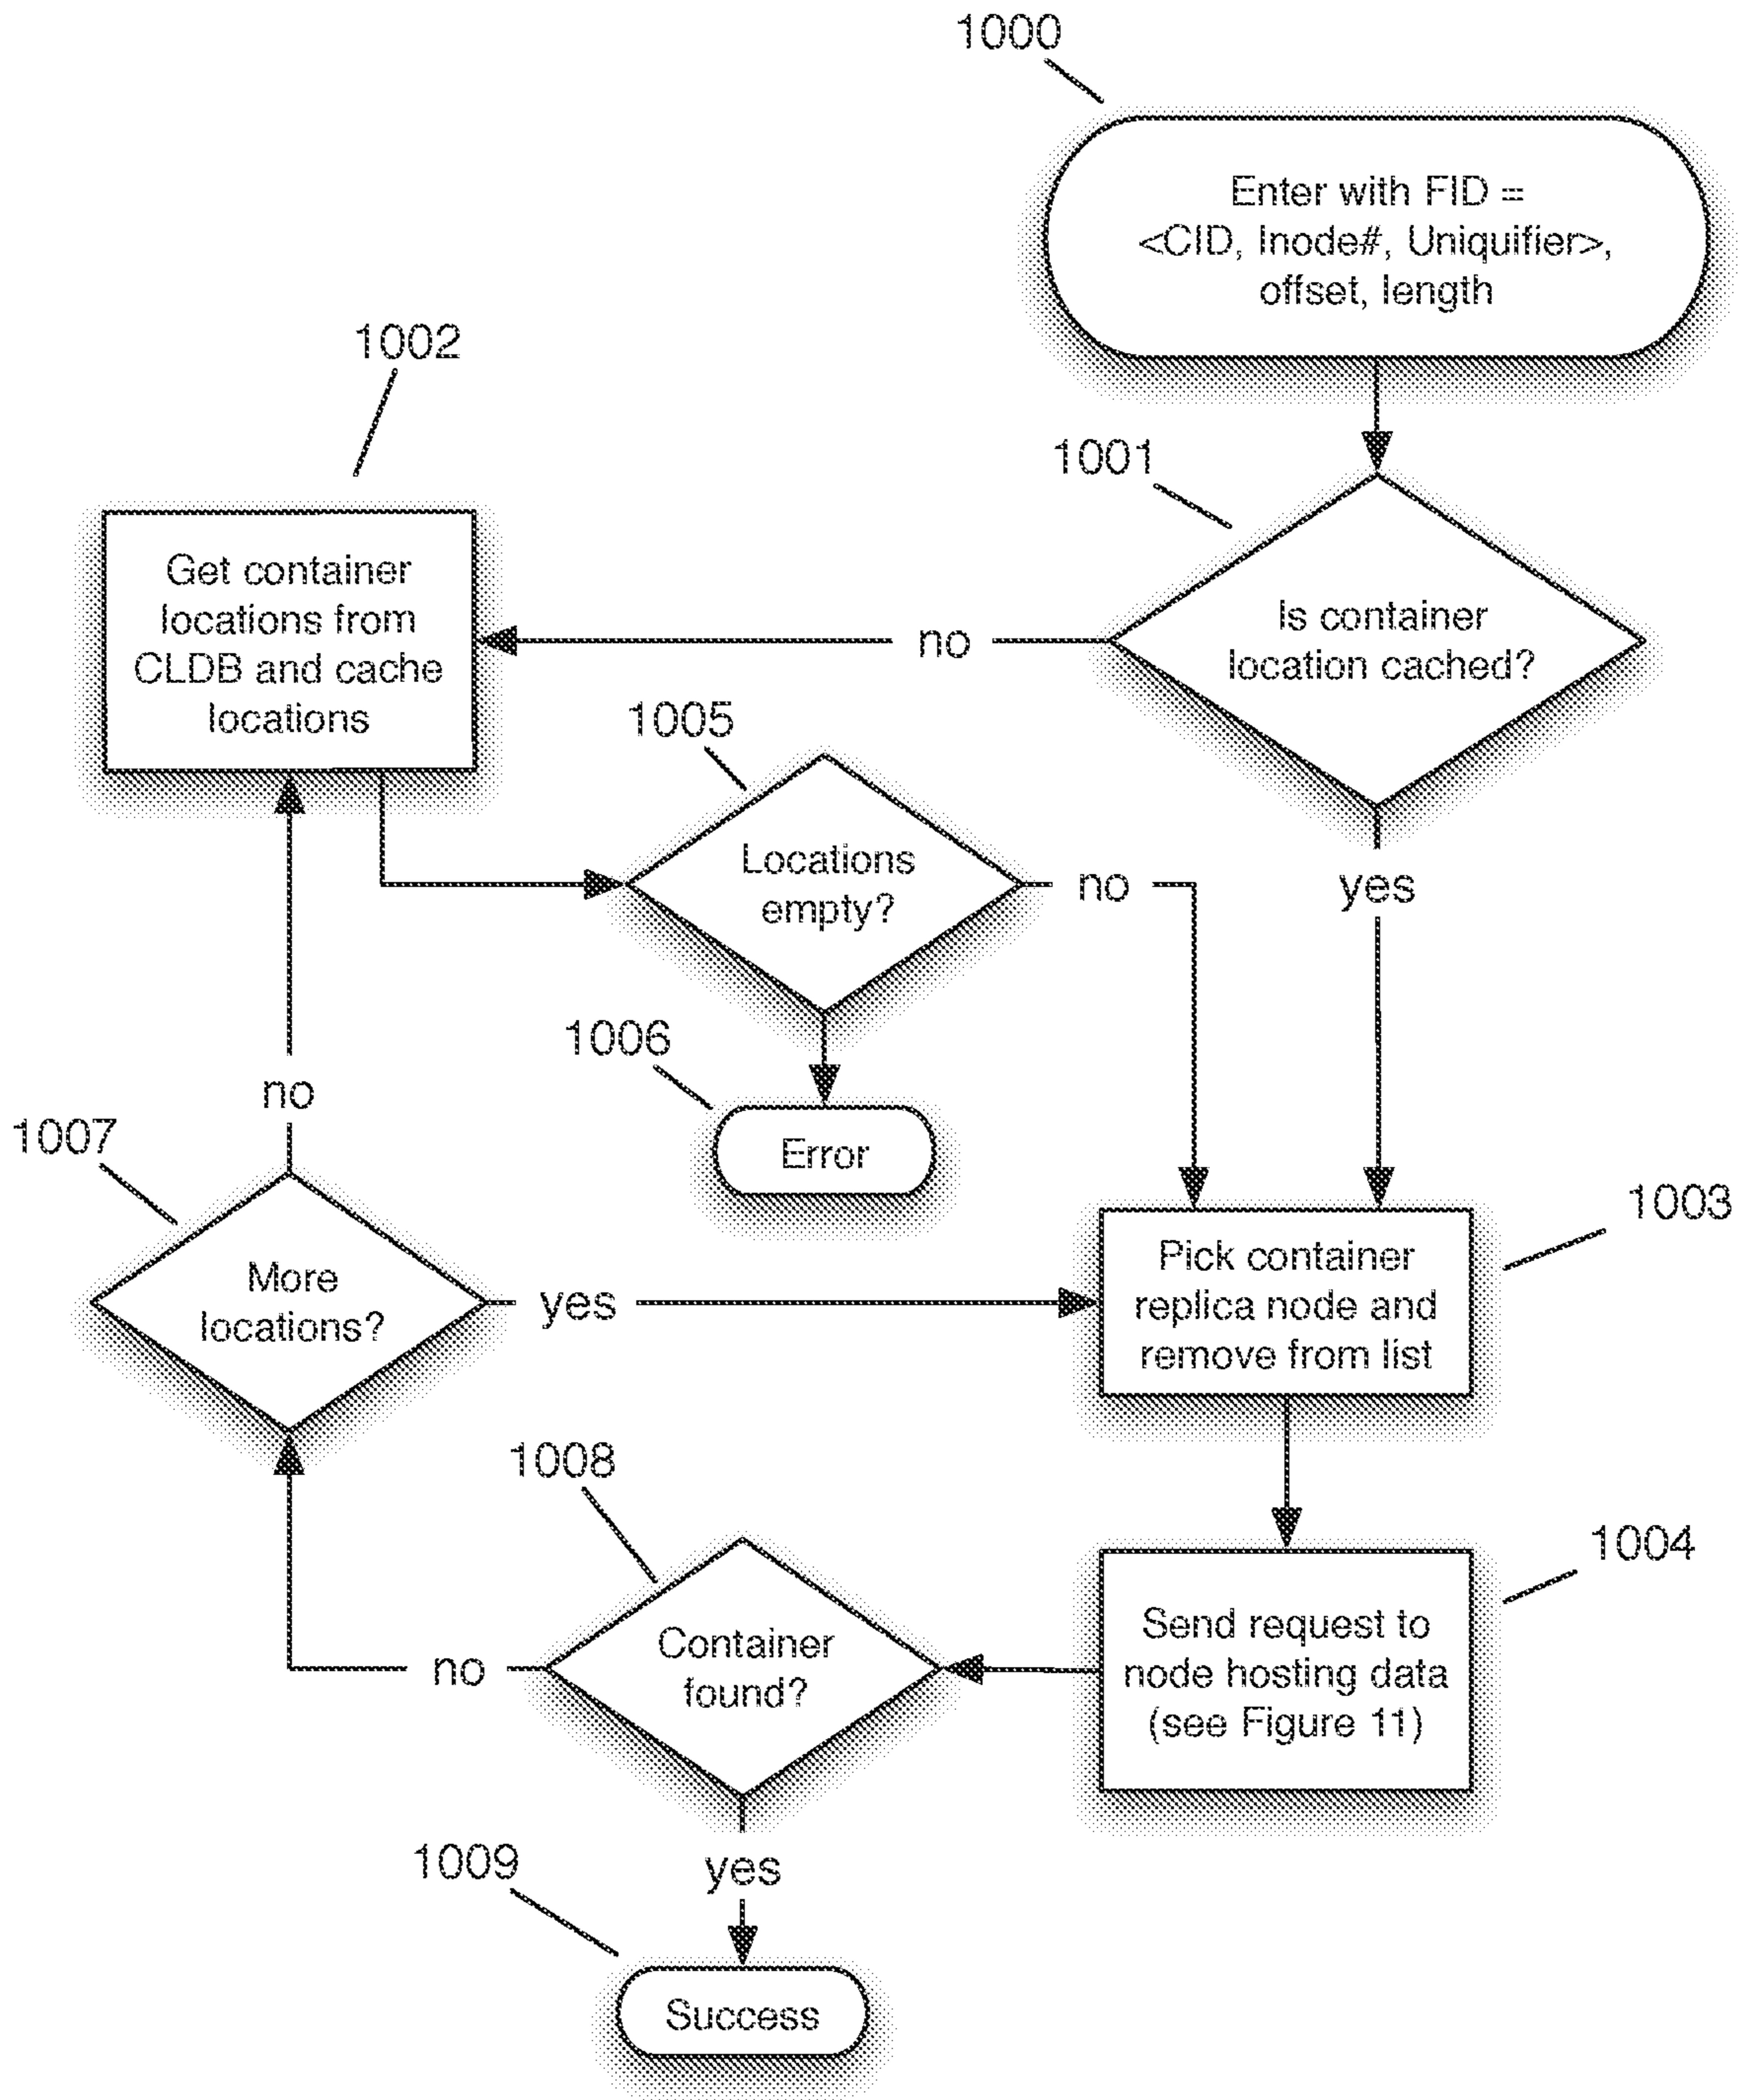 1000
Enter with FID =
<CID, Inode#, Uniquifier>,
offset, length
1002
1001
Get container
locations from
CLDB and cache
locations
Is container
location cached?
no
1005
Locations
empty?
no
yes
1006
Error
no
1007
More
locations?
yes
1003
Pick container
replica node and
remove from list
1008
Container
found?
no
1004
Send request to
node hosting data
(see Figure 11)
yes
1009
Success